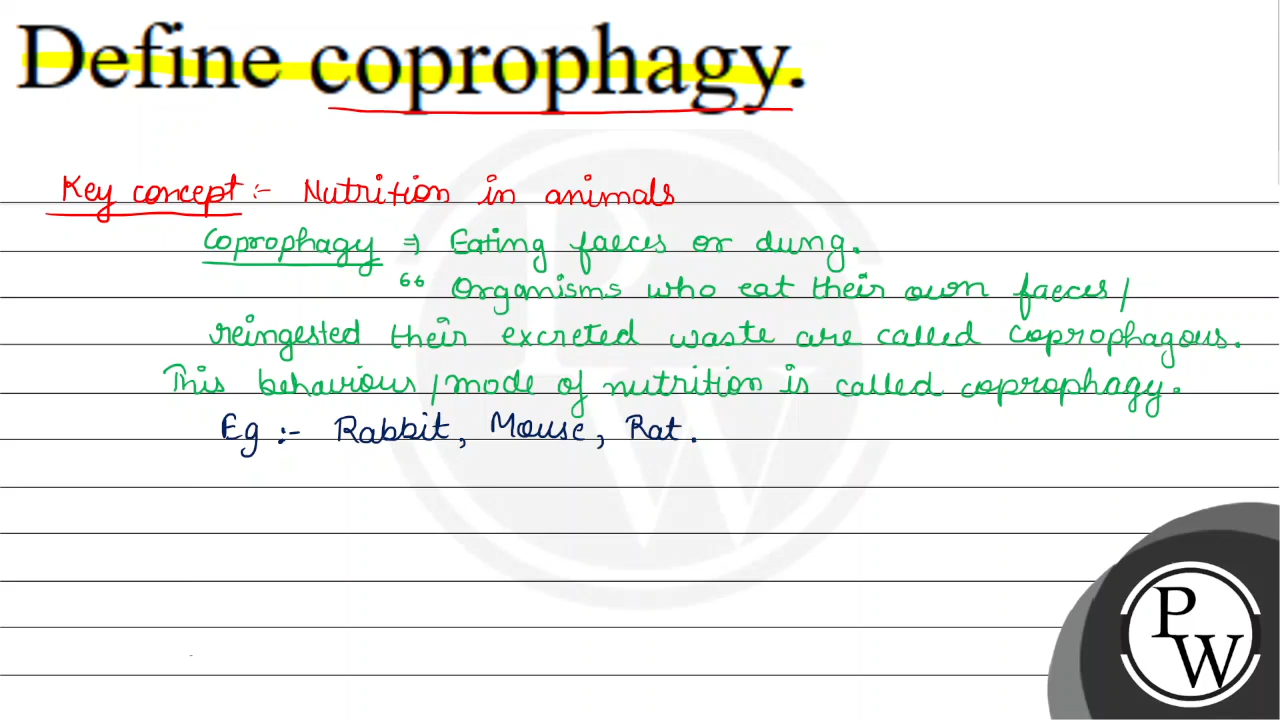 Define coprophagy.
Key concept :- Nutrition in animals
Coprophagy ⇒ Eating faeces or dung.
“ Organisms who eat their own faeces/
reingested their excreted waste are called coprophagous.
This behaviour/mode of nutrition is called coprophagy.
Eg :- Rabbit, Mouse, Rat.
P
W
PW